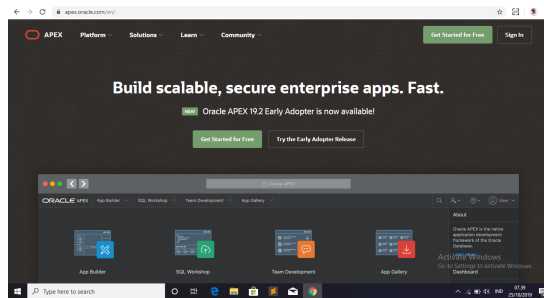 apex.oracle.com/en/
APEX Platform Solutions Learn Community Get Started for Free Sign In
Build scalable, secure enterprise apps. Fast.
NEW Oracle APEX 19.2 Early Adopter is now available!
Get Started for Free Try the Early Adopter Release
Oracle APEX
ORACLE APEX App Builder SQL Workshop Team Development App Gallery
About
Oracle APEX is the native
application development
framework of the Oracle
Database.
App Builder SQL Workshop Team Development App Gallery Dashboard
Activate Windows
Go to Settings to activate Windows.
Type here to search
IND
07.39
25/10/2019